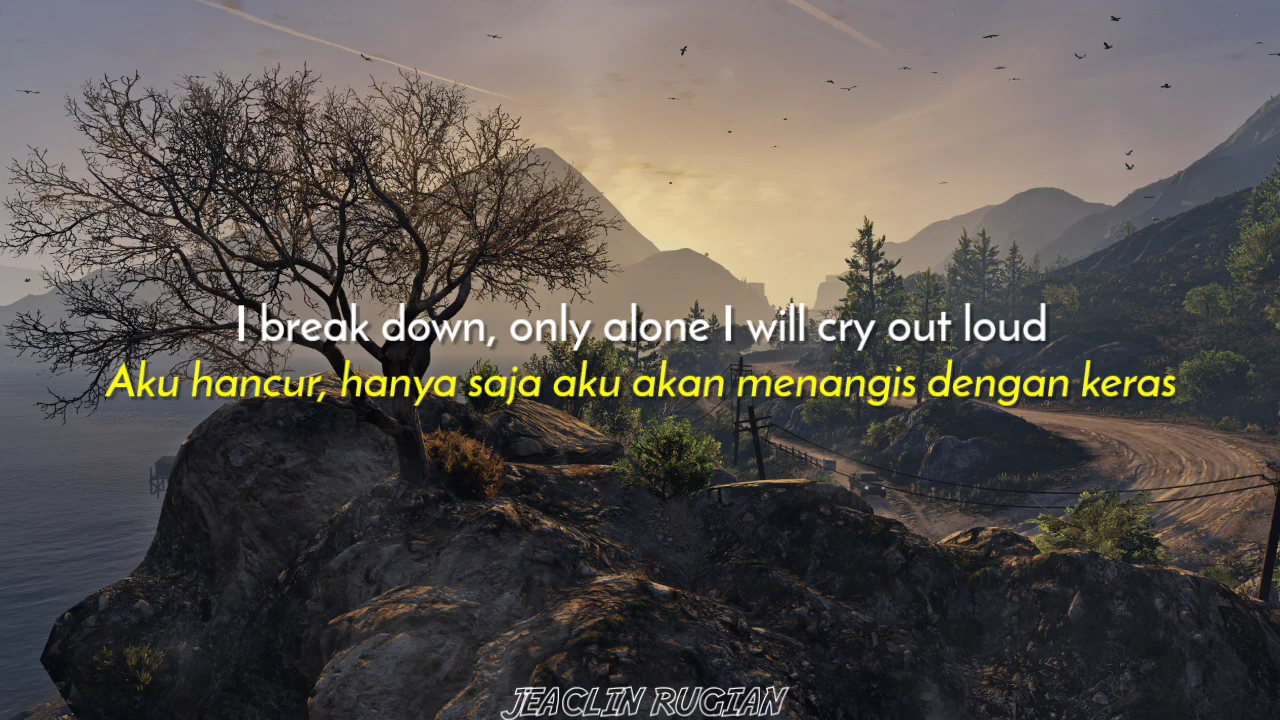 I break down, only alone I will cry out loud
Aku hancur, hanya saja aku akan menangis dengan keras
JEACLIN RUGIAN